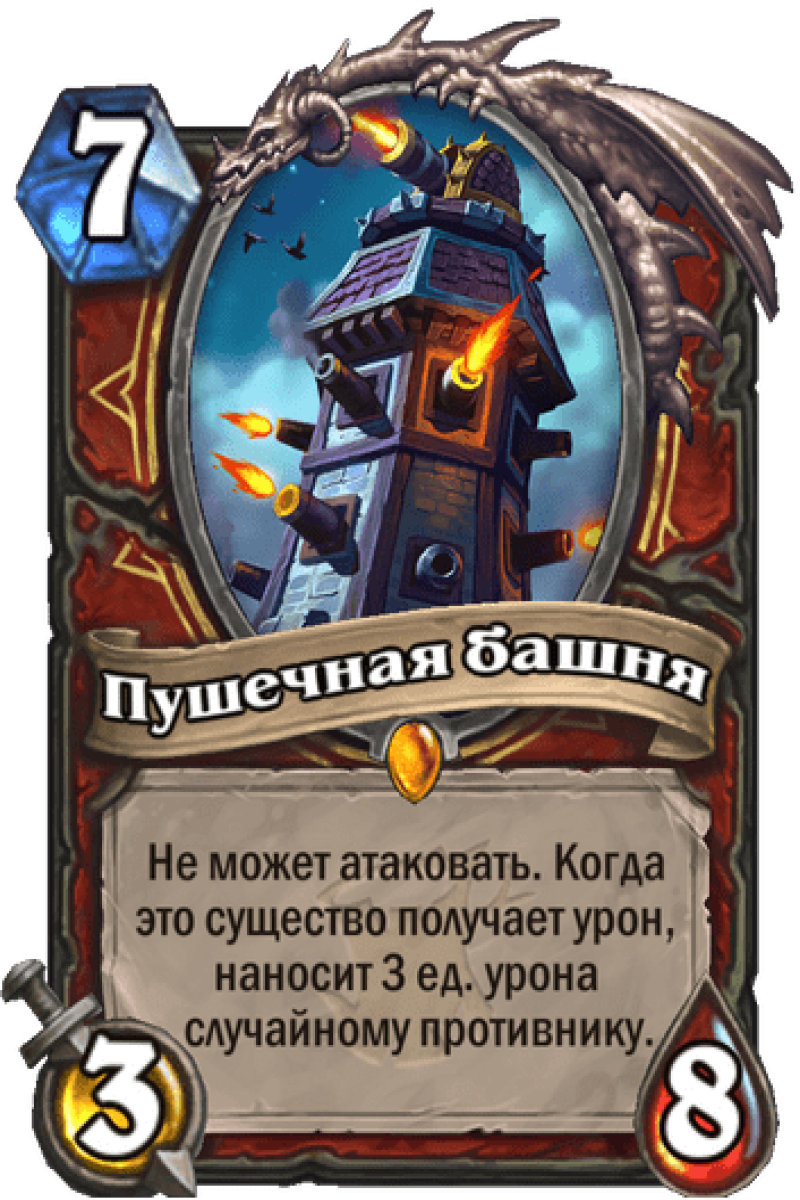 7
Пушечная башня
Не может атаковать. Когда
это существо получает урон,
наносит 3 ед. урона
случайному противнику.
3
8